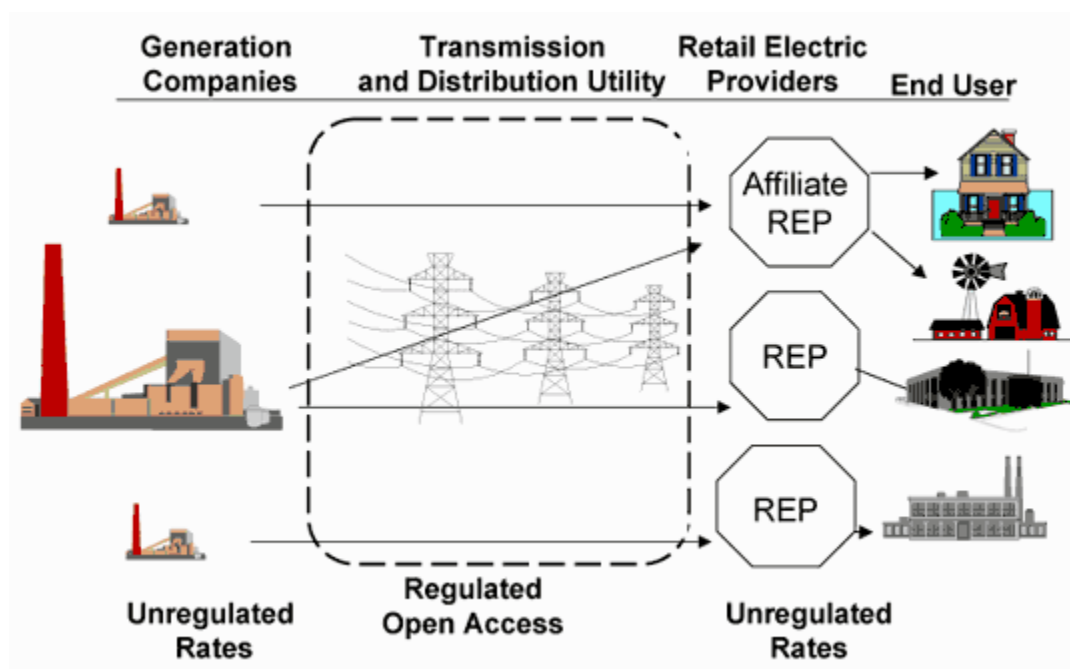 Generation
Companies
Transmission
and Distribution Utility
Retail Electric
Providers
End User
Affiliate
REP
REP
REP
Unregulated
Rates
Regulated
Open Access
Unregulated
Rates